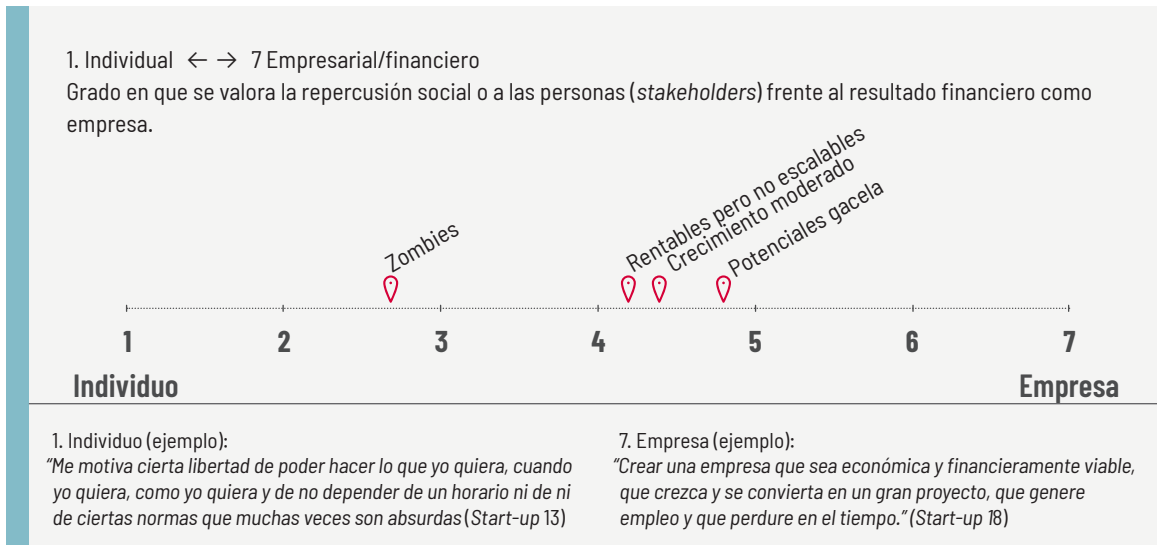 1. Individual ← → 7 Empresarial/financiero
Grado en que se valora la repercusión social o a las personas (stakeholders) frente al resultado financiero como
empresa.
Zombies
Rentables pero no escalables
Crecimiento moderado
Potenciales gacela
1 2 3 4 5 6 7
Individuo Empresa
1. Individuo (ejemplo):
“Me motiva cierta libertad de poder hacer lo que yo quiera, cuando
yo quiera, como yo quiera y de no depender de un horario ni de ni
de ciertas normas que muchas veces son absurdas (Start-up 13)
7. Empresa (ejemplo):
“Crear una empresa que sea económica y financieramente viable,
que crezca y se convierta en un gran proyecto, que genere
empleo y que perdure en el tiempo.” (Start-up 18)